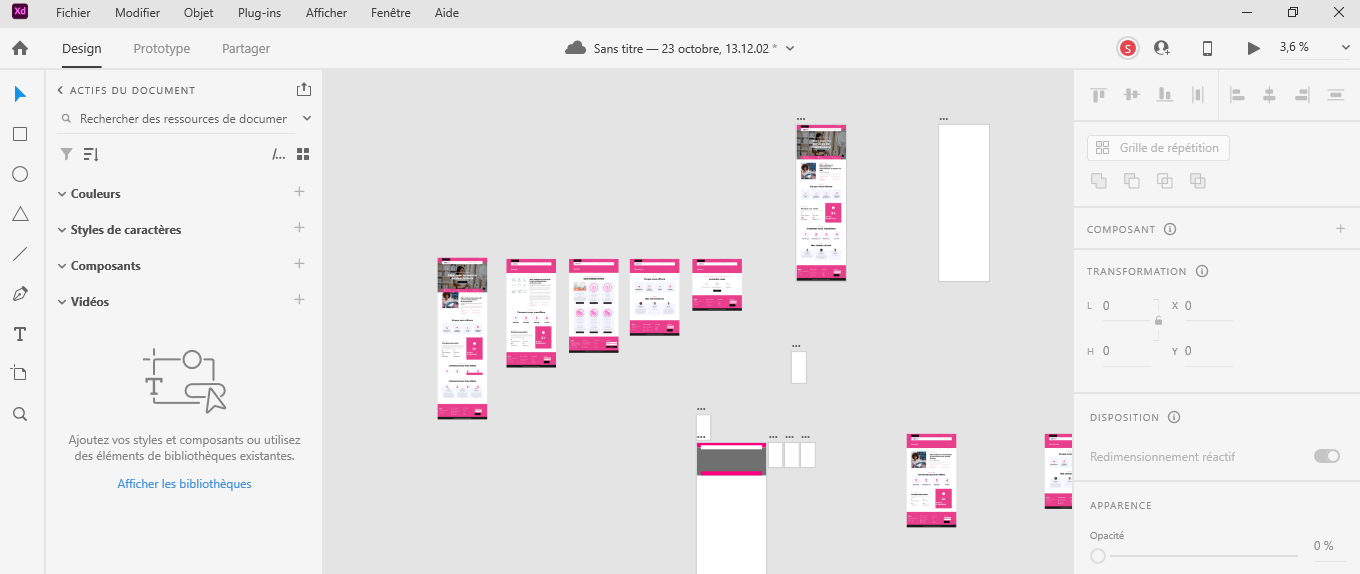 Xd Fichier Modifier Objet Plug-ins Afficher Fenêtre Aide
Design Prototype Partager Sans titre — 23 octobre, 13.12.02 * S 3,6 %
ACTIFS DU DOCUMENT
Rechercher des ressources de documen
/...
Couleurs
Styles de caractères
Composants
Vidéos
Ajoutez vos styles et composants ou utilisez
des éléments de bibliothèques existantes.
Afficher les bibliothèques
Grille de répétition
COMPOSANT
TRANSFORMATION
L 0 X 0
H 0 Y 0
DISPOSITION
Redimensionnement réactif
APPARENCE
Opacité
0 %